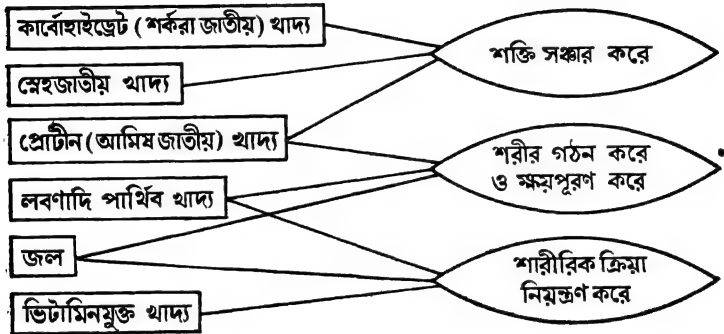 কার্বোহাইড্রেট (শর্করা জাতীয়) খাদ্য
স্নেহজাতীয় খাদ্য
প্রোটীন (আমিষ জাতীয়) খাদ্য
লবণাদি পার্থিব খাদ্য
জল
ভিটামিনযুক্ত খাদ্য
শক্তি সঞ্চার করে
শরীর গঠন করে
ও ক্ষয়পূরণ করে
শারীরিক ক্রিয়া
নিয়ন্ত্রণ করে